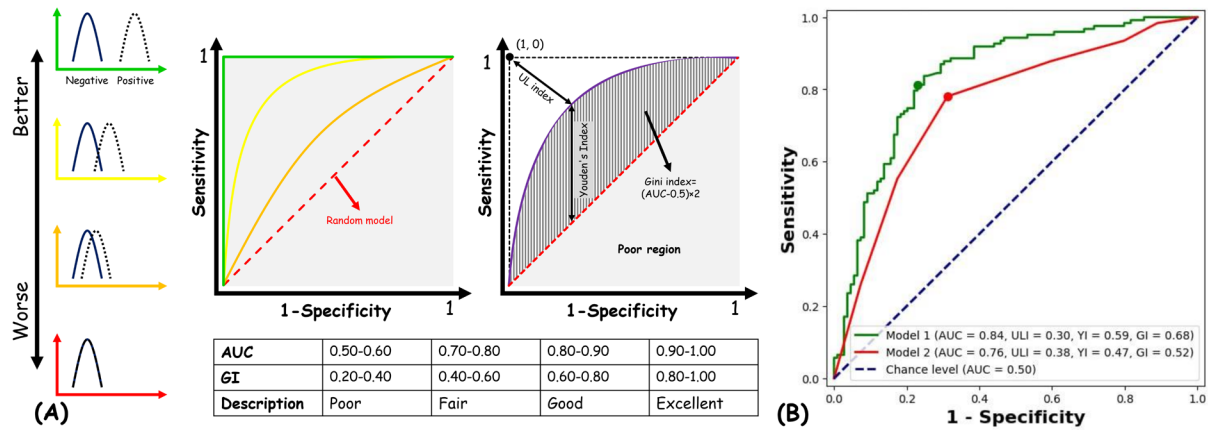 Better
Worse
Negative Positive
(A)
1
Sensitivity
Random model
1-Specificity
1
(1, 0)
1
UL index
Youden's Index
Gini index=
(AUC-0.5)×2
Poor region
Sensitivity
1-Specificity
1
AUC 0.50-0.60 0.70-0.80 0.80-0.90 0.90-1.00
GI 0.20-0.40 0.40-0.60 0.60-0.80 0.80-1.00
Description Poor Fair Good Excellent
(B)
Sensitivity
1.0
0.8
0.6
0.4
0.2
0.0
Model 1 (AUC = 0.84, ULI = 0.30, YI = 0.59, GI = 0.68)
Model 2 (AUC = 0.76, ULI = 0.38, YI = 0.47, GI = 0.52)
Chance level (AUC = 0.50)
0.0 0.2 0.4 0.6 0.8 1.0
1 - Specificity